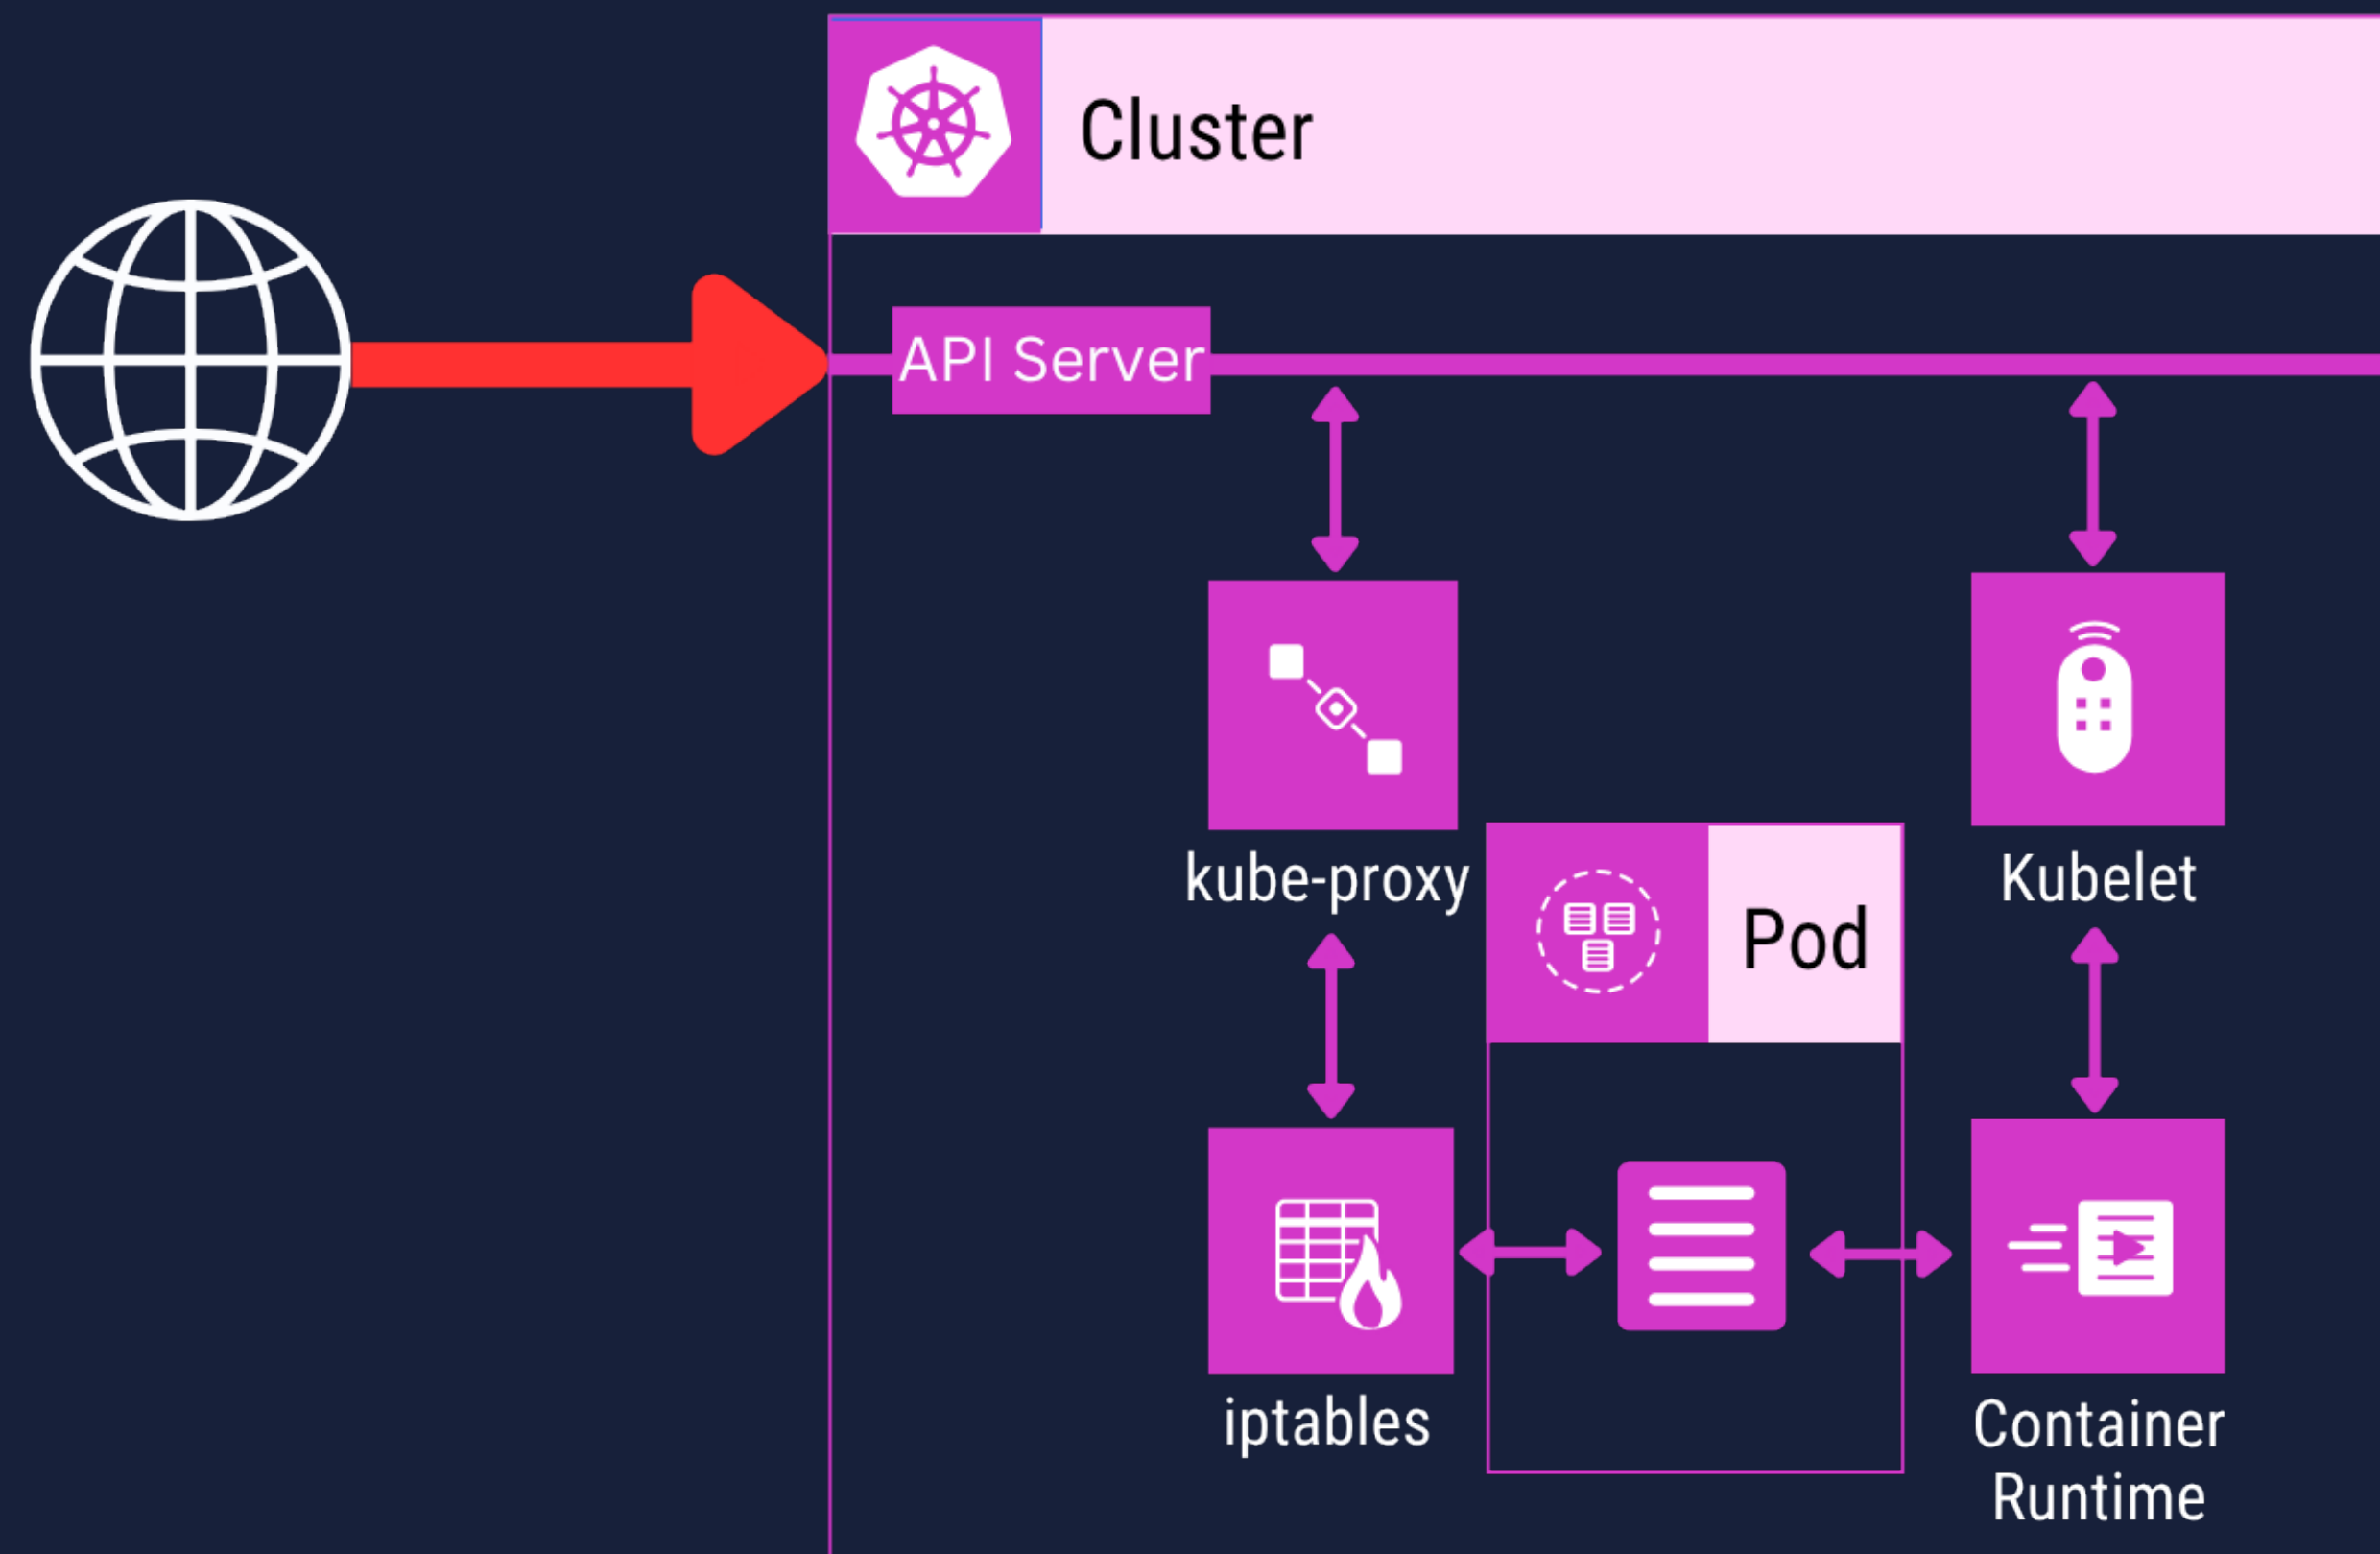 Cluster
API Server
kube-proxy
Kubelet
Pod
iptables
Container
Runtime